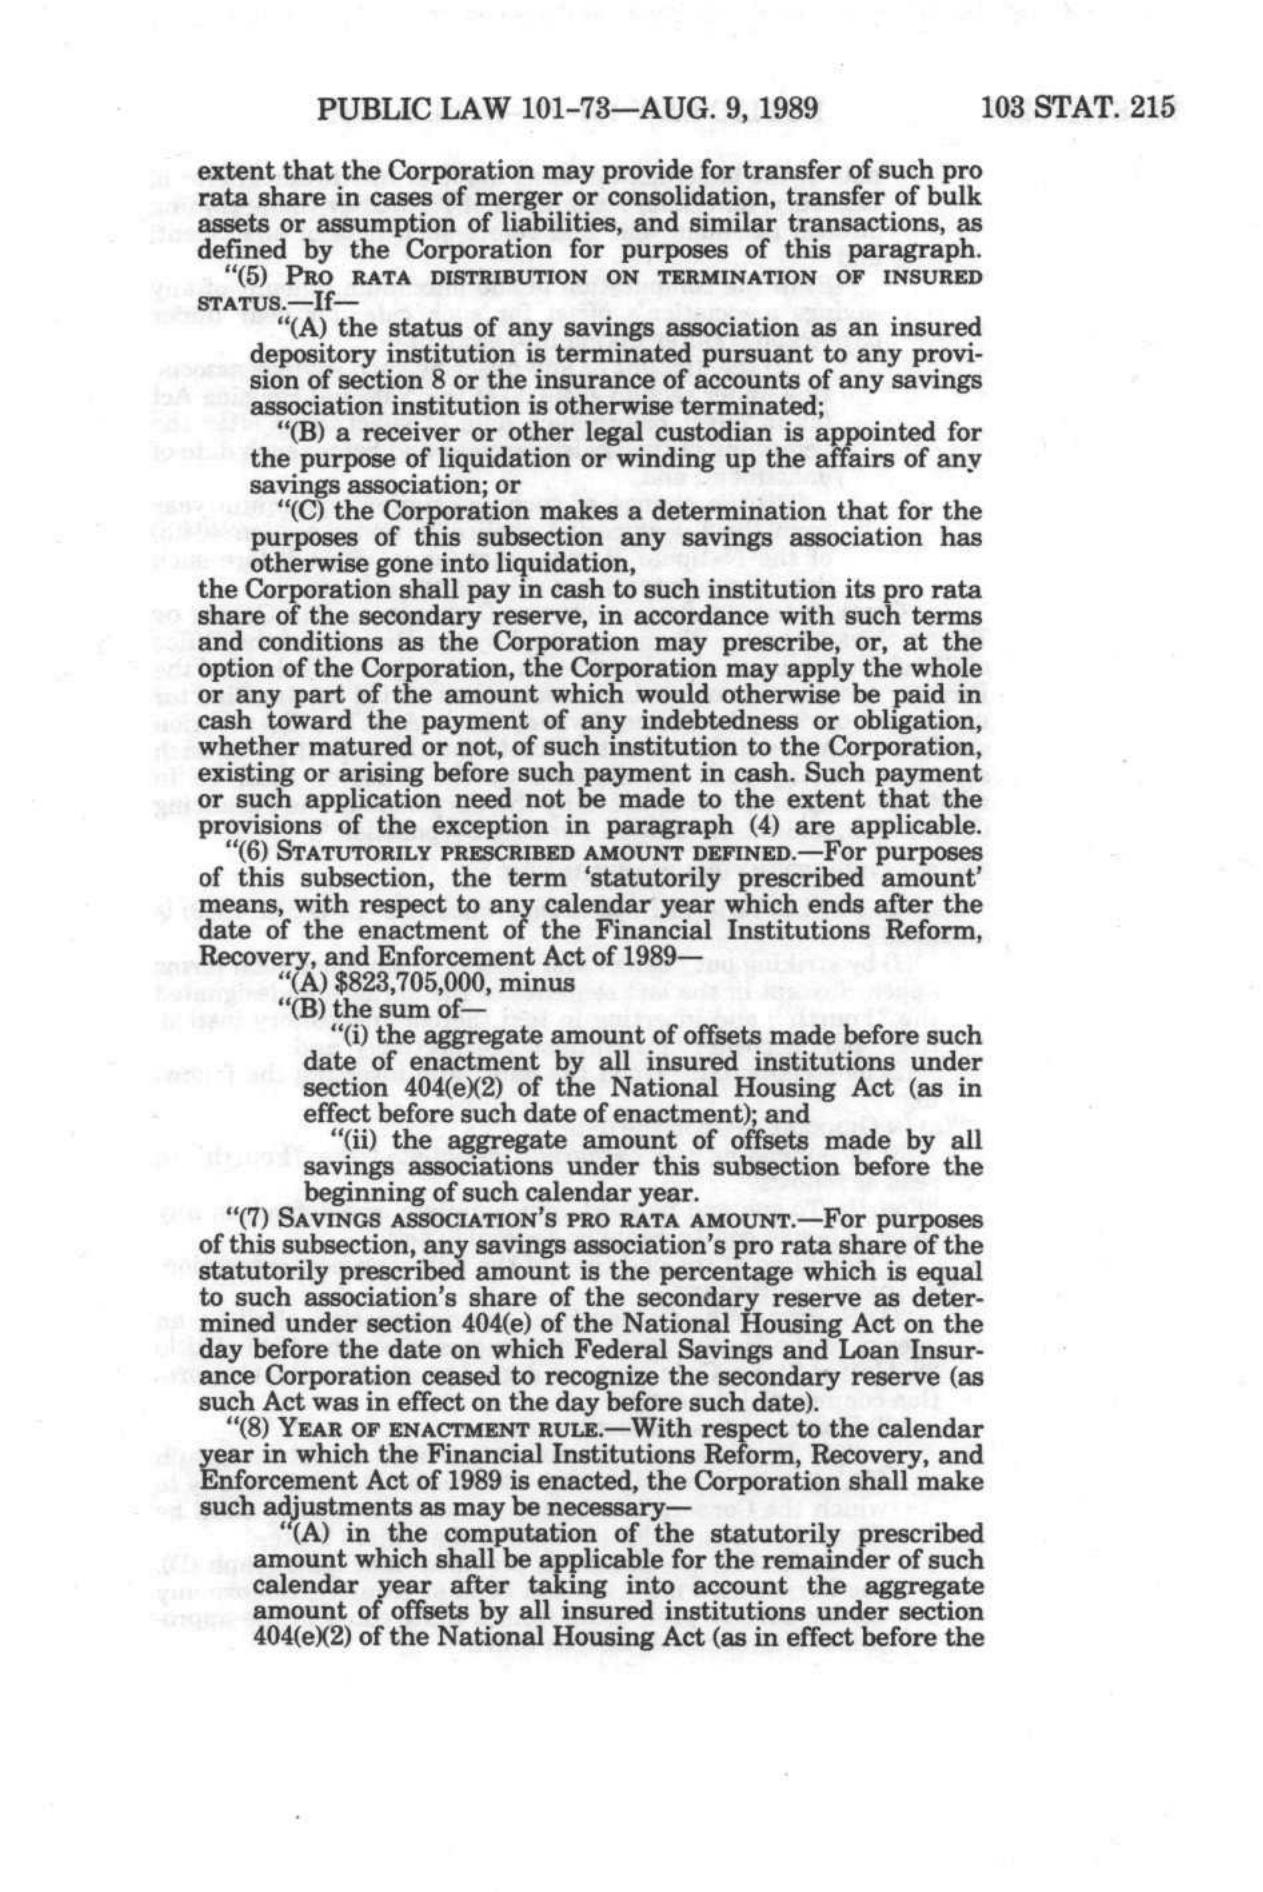 PUBLIC LAW 101-73—AUG. 9, 1989 103 STAT. 215
extent that the Corporation may provide for transfer of such pro
rata share in cases of merger or consolidation, transfer of bulk
assets or assumption of liabilities, and similar transactions, as
defined by the Corporation for purposes of this paragraph.
"(5) PRO RATA DISTRIBUTION ON TERMINATION OF INSURED
STATUS.—If—
"(A) the status of any savings association as an insured
depository institution is terminated pursuant to any provi-
sion of section 8 or the insurance of accounts of any savings
association institution is otherwise terminated;
"(B) a receiver or other legal custodian is appointed for
the purpose of liquidation or winding up the affairs of any
savings association; or
"(C) the Corporation makes a determination that for the
purposes of this subsection any savings association has
otherwise gone into liquidation,
the Corporation shall pay in cash to such institution its pro rata
share of the secondary reserve, in accordance with such terms
and conditions as the Corporation may prescribe, or, at the
option of the Corporation, the Corporation may apply the whole
or any part of the amount which would otherwise be paid in
cash toward the payment of any indebtedness or obligation,
whether matured or not, of such institution to the Corporation,
existing or arising before such payment in cash. Such payment
or such application need not be made to the extent that the
provisions of the exception in paragraph (4) are applicable.
"(6) STATUTORILY PRESCRIBED AMOUNT DEFINED.—For purposes
of this subsection, the term 'statutorily prescribed amount'
means, with respect to any calendar year which ends after the
date of the enactment of the Financial Institutions Reform,
Recovery, and Enforcement Act of 1989—
"(A) $823,705,000, minus
"(B) the sum of—
"(i) the aggregate amount of offsets made before such
date of enactment by all insured institutions under
section 404(e)(2) of the National Housing Act (as in
effect before such date of enactment); and
"(ii) the aggregate amount of offsets made by all
savings associations under this subsection before the
beginning of such calendar year.
"(7) SAVINGS ASSOCIATION'S PRO RATA AMOUNT.—For purposes
of this subsection, any savings association's pro rata share of the
statutorily prescribed amount is the percentage which is equal
to such association's share of the secondary reserve as deter-
mined under section 404(e) of the National Housing Act on the
day before the date on which Federal Savings and Loan Insur-
ance Corporation ceased to recognize the secondary reserve (as
such Act was in effect on the day before such date).
"(8) YEAR OF ENACTMENT RULE.—With respect to the calendar
year in which the Financial Institutions Reform, Recovery, and
Enforcement Act of 1989 is enacted, the Corporation shall make
such adjustments as may be necessary—
"(A) in the computation of the statutorily prescribed
amount which shall be applicable for the remainder of such
calendar year after taking into account the aggregate
amount of offsets by all insured institutions under section
404(e)(2) of the National Housing Act (as in effect before the